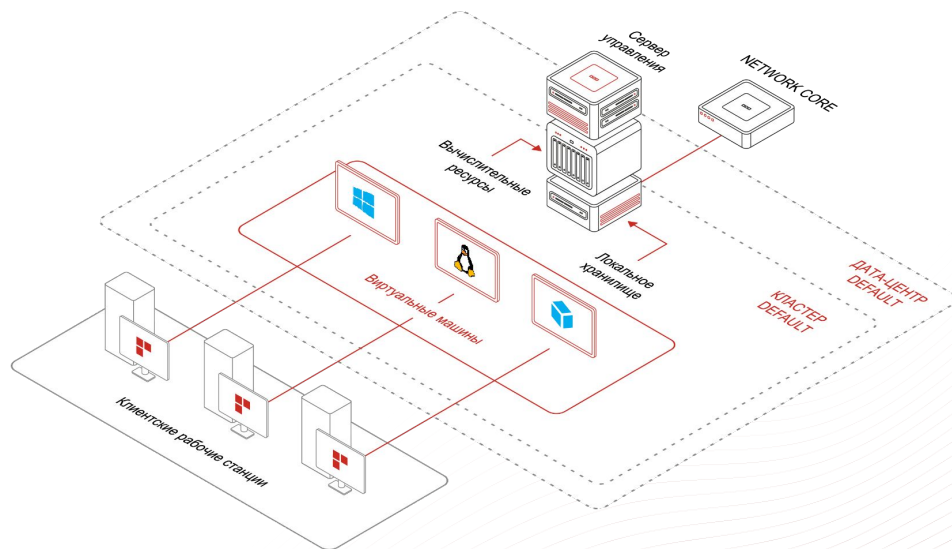 Сервер
управления
NETWORK CORE
Вычислительные
ресурсы
Локальное
хранилище
ДАТА-ЦЕНТР
DEFAULT
КЛАСТЕР
DEFAULT
Виртуальные машины
Клиентские рабочие станции